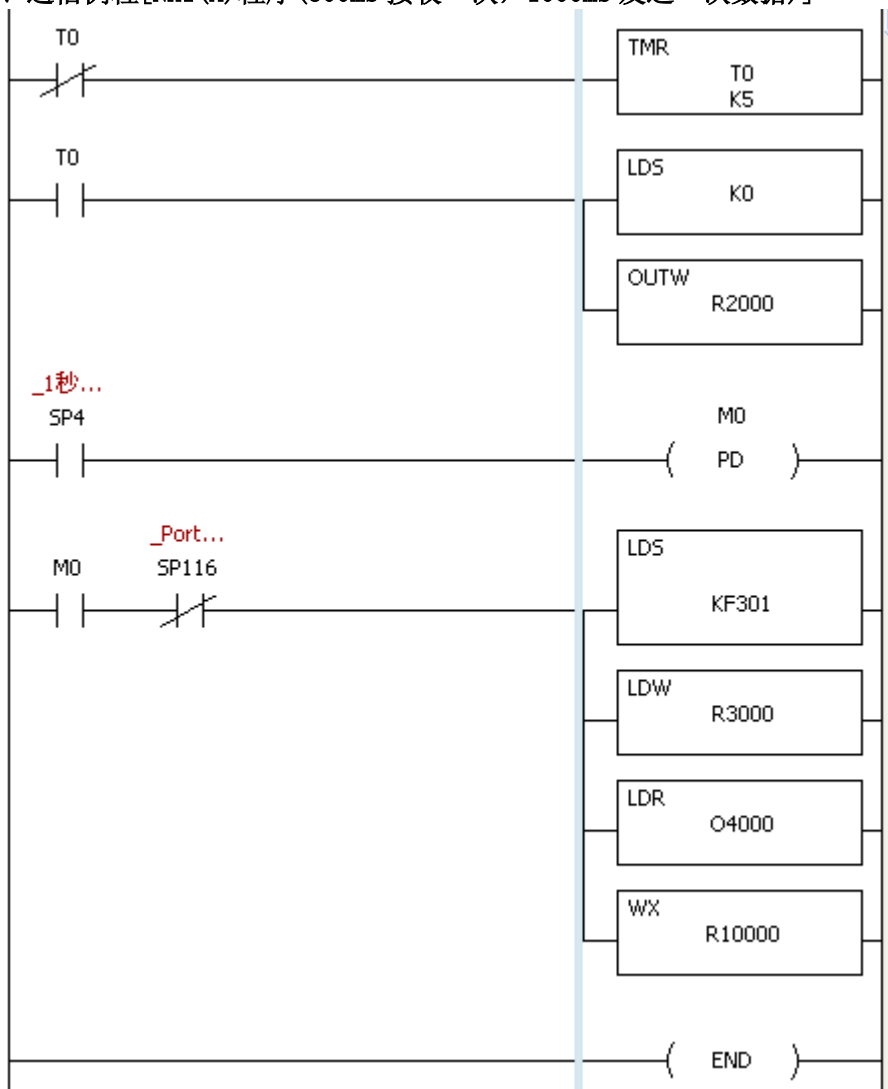 T0
TMR
T0
K5
T0
LDS
K0
OUTW
R2000
_1秒...
SP4
M0
PD
_Port...
M0 SP116
LDS
KF301
LDW
R3000
LDR
O4000
WX
R10000
END